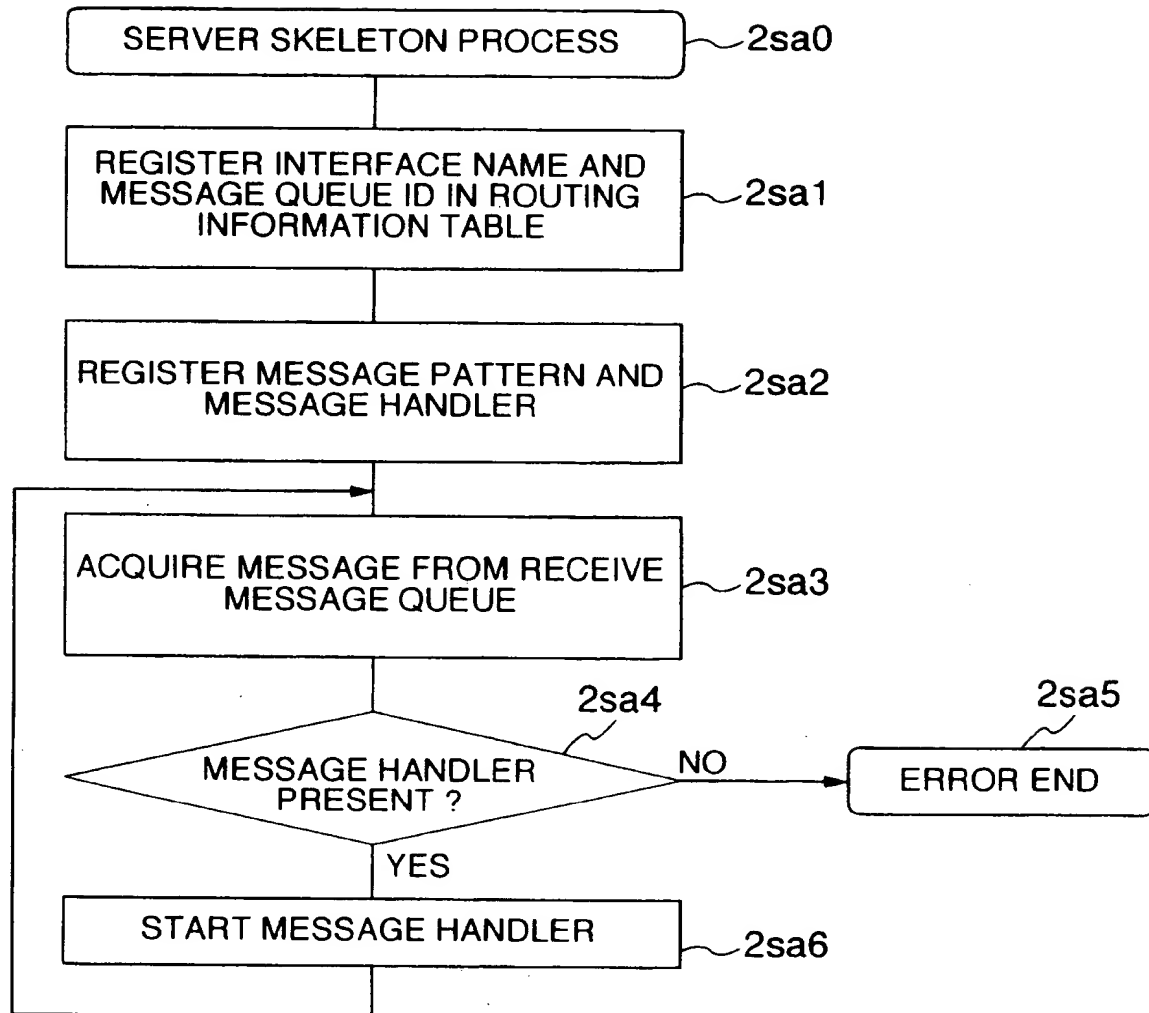 SERVER SKELETON PROCESS
2sa0
REGISTER INTERFACE NAME AND
MESSAGE QUEUE ID IN ROUTING
INFORMATION TABLE
2sa1
REGISTER MESSAGE PATTERN AND
MESSAGE HANDLER
2sa2
ACQUIRE MESSAGE FROM RECEIVE
MESSAGE QUEUE
2sa3
2sa4
MESSAGE HANDLER
PRESENT ?
NO
2sa5
ERROR END
YES
START MESSAGE HANDLER
2sa6